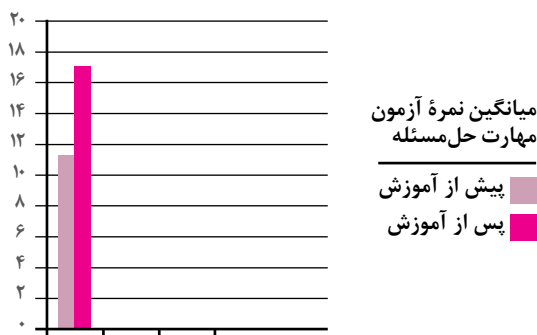 ۲۰
۱۸
۱۶
۱۴
۱۲
۱۰
۸
۶
۴
۲
۰
میانگین نمرهٔ آزمون
مهارت حل‌مسئله
پیش از آموزش
پس از آموزش